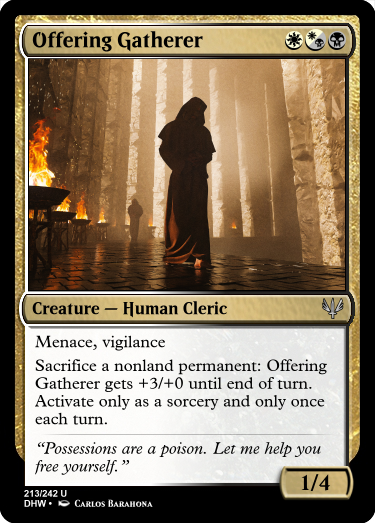 Offering Gatherer
Creature — Human Cleric
Menace, vigilance
Sacrifice a nonland permanent: Offering
Gatherer gets +3/+0 until end of turn.
Activate only as a sorcery and only once
each turn.
“Possessions are a poison. Let me help you
free yourself.”
1/4
213/242 U
DHW • Carlos Barahona